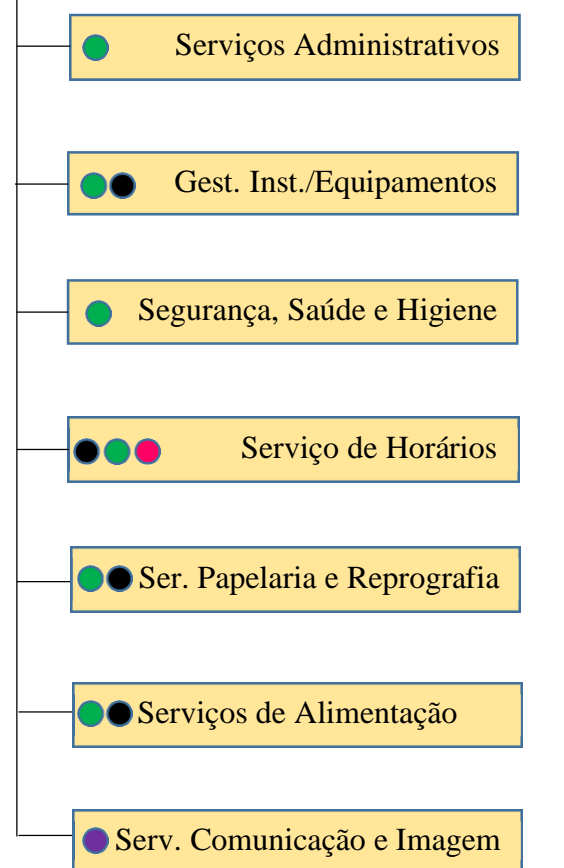 Serviços Administrativos
Gest. Inst./Equipamentos
Segurança, Saúde e Higiene
Serviço de Horários
Ser. Papelaria e Reprografia
Serviços de Alimentação
Serv. Comunicação e Imagem